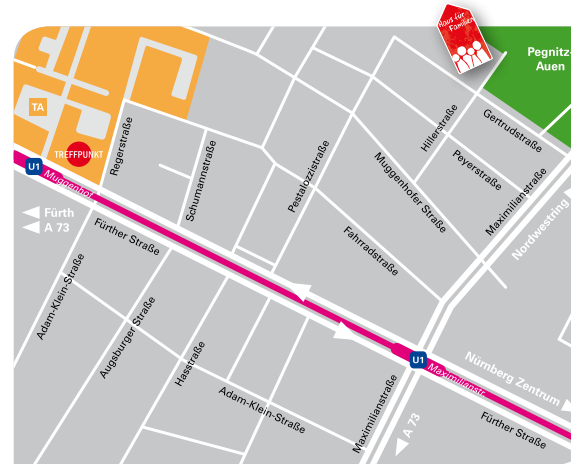 Haus für
Familien
Pegnitz-
Auen
TA
TREFFPUNKT
Regerstraße
Schumannstraße
Pestalozzistraße
Hillerstraße
Gertrudstraße
Peyerstraße
Muggenhofer Straße
Maximilianstraße
Nordwestring
U1
Muggenhof
Fürth
A 73
Fürther Straße
Fahrradstraße
Adam-Klein-Straße
Augsburger Straße
Hasstraße
Adam-Klein-Straße
Maximilianstraße
U1
Maximilianstr.
Nürnberg Zentrum
Fürther Straße
A 73